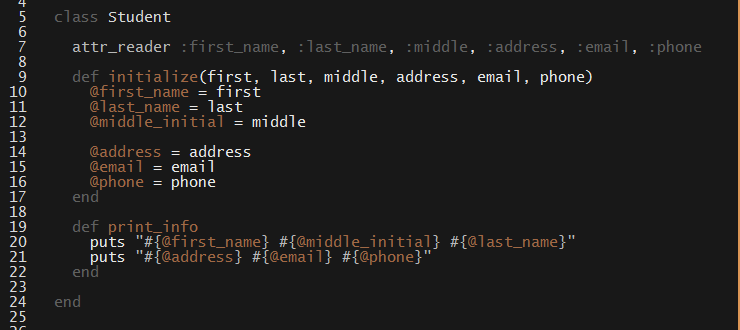 4
5 class Student
6
7 attr_reader :first_name, :last_name, :middle, :address, :email, :phone
8
9 def initialize(first, last, middle, address, email, phone)
10 @first_name = first
11 @last_name = last
12 @middle_initial = middle
13
14 @address = address
15 @email = email
16 @phone = phone
17 end
18
19 def print_info
20 puts "#{@first_name} #{@middle_initial} #{@last_name}"
21 puts "#{@address} #{@email} #{@phone}"
22 end
23
24 end
25
26